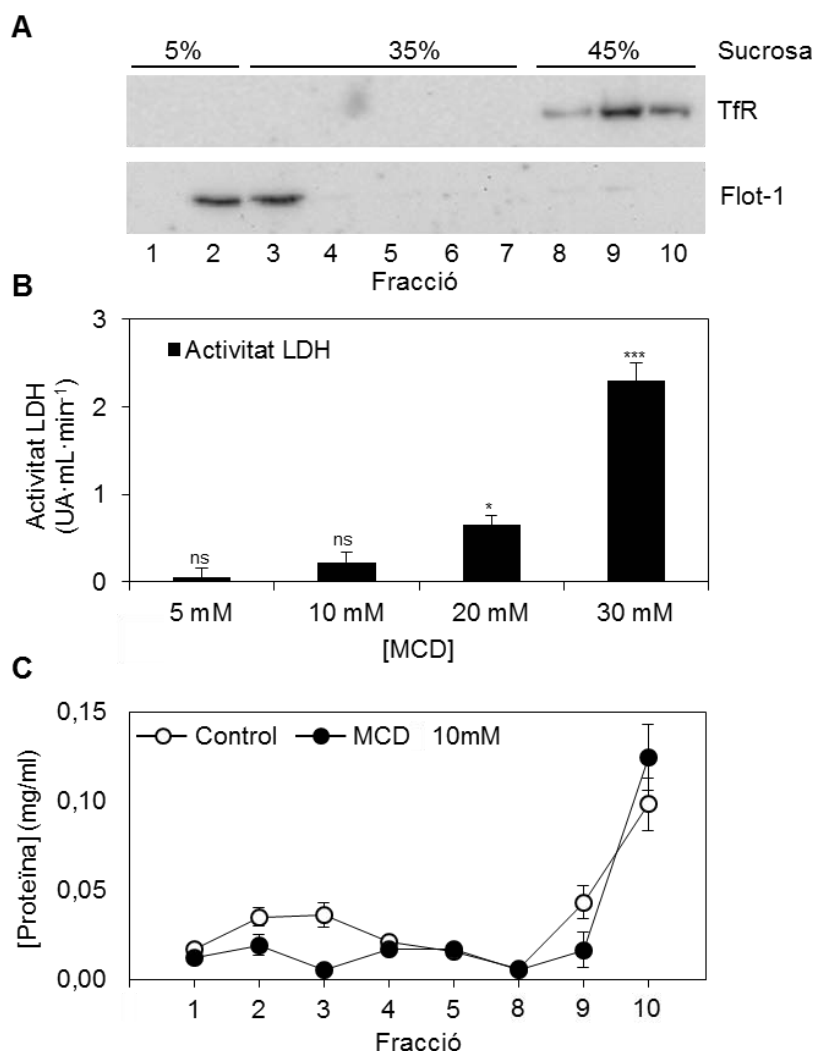 A
5% 35% 45% Sucrosa
TfR
Flot-1
1 2 3 4 5 6 7 8 9 10
Fracció
B
3
2
1
0
Activitat LDH
(UA·mL·min⁻¹)
■ Activitat LDH
ns ns * ***
5 mM 10 mM 20 mM 30 mM
[MCD]
C
0,15
0,10
0,05
0,00
[Proteïna] (mg/ml)
Control MCD 10mM
1 2 3 4 5 8 9 10
Fracció